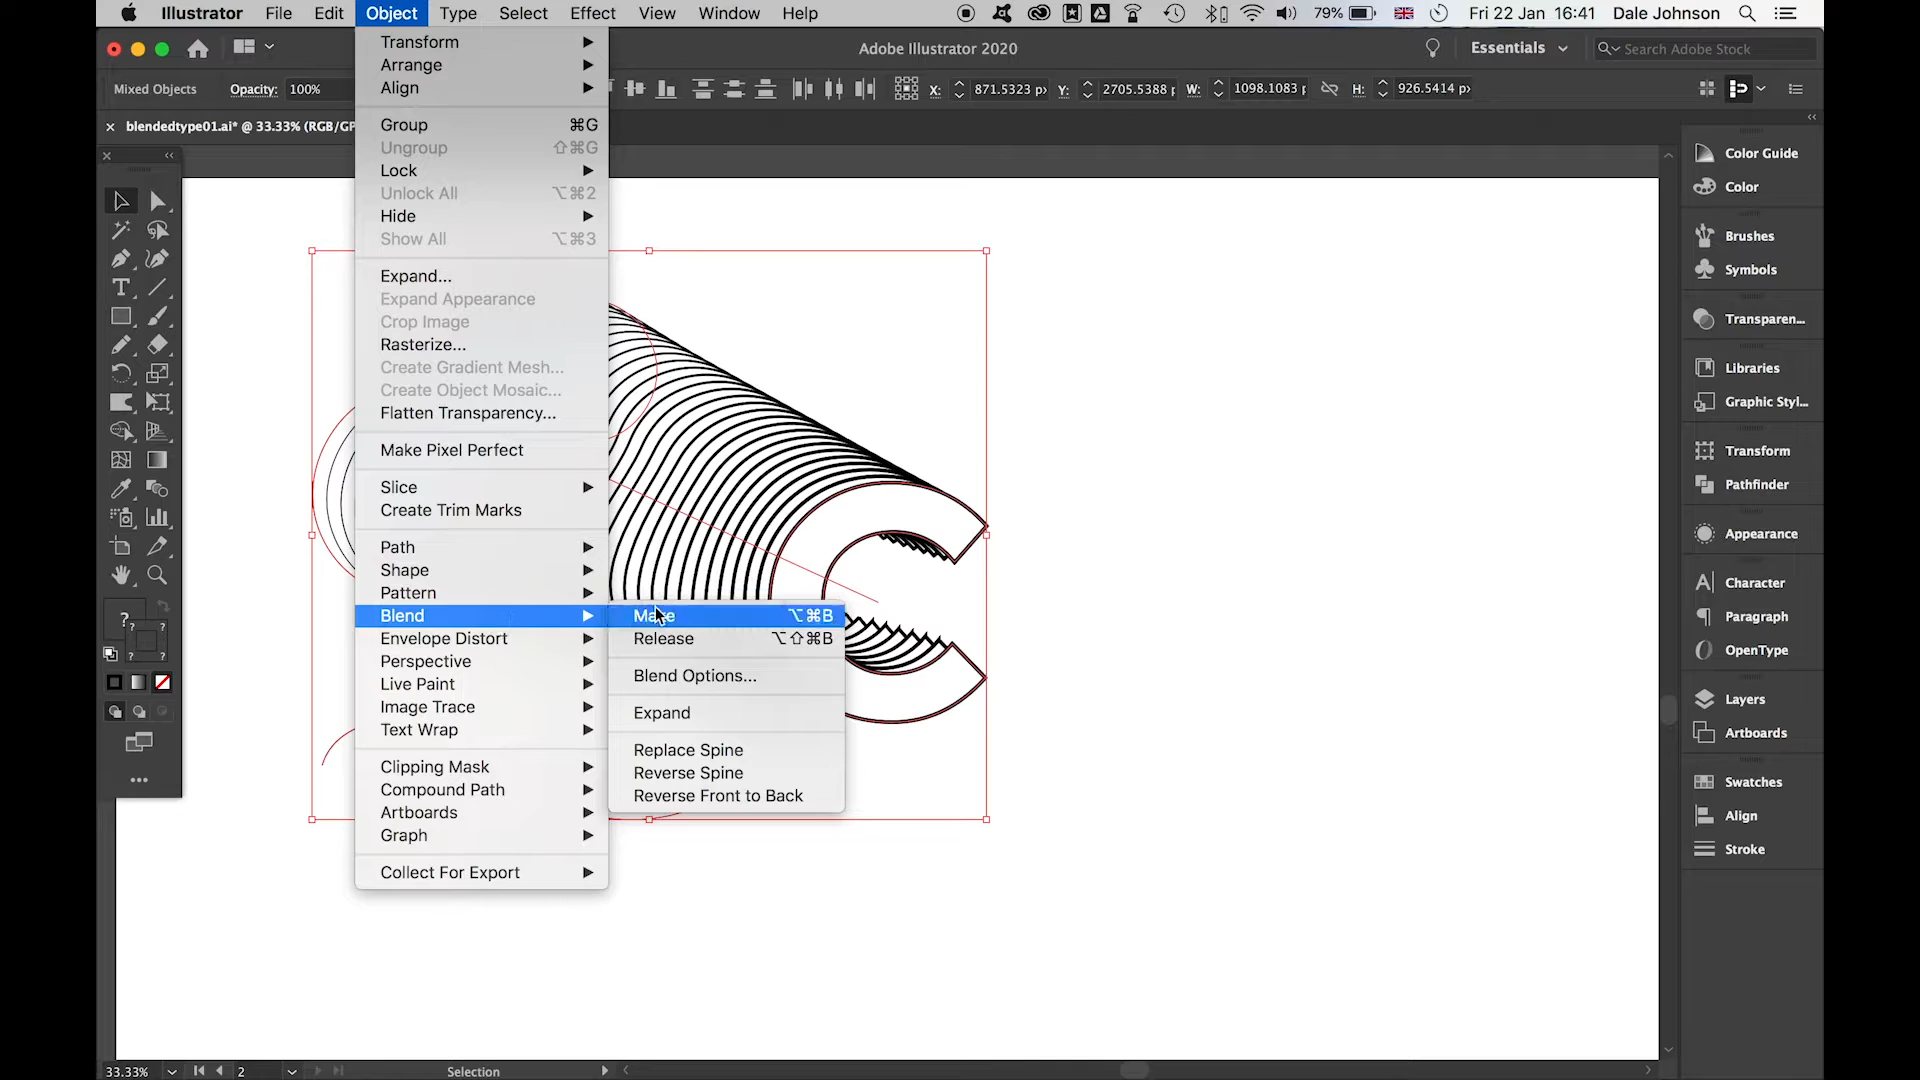 Illustrator File Edit Object Type Select Effect View Window Help 79% Fri 22 Jan 16:41 Dale Johnson
Adobe Illustrator 2020 Essentials Search Adobe Stock
Mixed Objects Opacity: 100% X: 871.5323 Y: 2705.5388 W: 1098.1083 H: 926.5414
blendedtype01.ai* @ 33.33% (RGB/GP
Transform
Arrange
Align
Group ⌘G
Ungroup ⇧⌘G
Lock
Unlock All ⌥⌘2
Hide
Show All ⌥⌘3
Expand...
Expand Appearance
Crop Image
Rasterize...
Create Gradient Mesh...
Create Object Mosaic...
Flatten Transparency...
Make Pixel Perfect
Slice
Create Trim Marks
Path
Shape
Pattern
Blend
Envelope Distort
Perspective
Live Paint
Image Trace
Text Wrap
Clipping Mask
Compound Path
Artboards
Graph
Collect For Export
Make ⌥⌘B
Release ⌥⇧⌘B
Blend Options...
Expand
Replace Spine
Reverse Spine
Reverse Front to Back
Color Guide
Color
Brushes
Symbols
Transparen...
Libraries
Graphic Styl...
Transform
Pathfinder
Appearance
Character
Paragraph
OpenType
Layers
Artboards
Swatches
Align
Stroke
33.33% 2 Selection